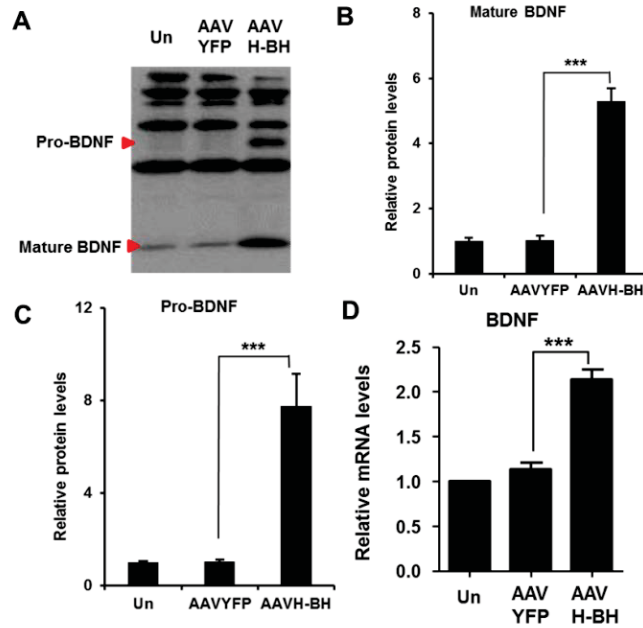 A
Un
AAV
YFP
AAV
H-BH
Pro-BDNF
Mature BDNF
B
Mature BDNF
***
Relative protein levels
8
6
4
2
0
Un
AAVYFP
AAVH-BH
C
Pro-BDNF
***
Relative protein levels
12
8
4
0
Un
AAVYFP
AAVH-BH
D
BDNF
***
Relative mRNA levels
2.5
2.0
1.5
1.0
0.5
0.0
Un
AAV
YFP
AAV
H-BH